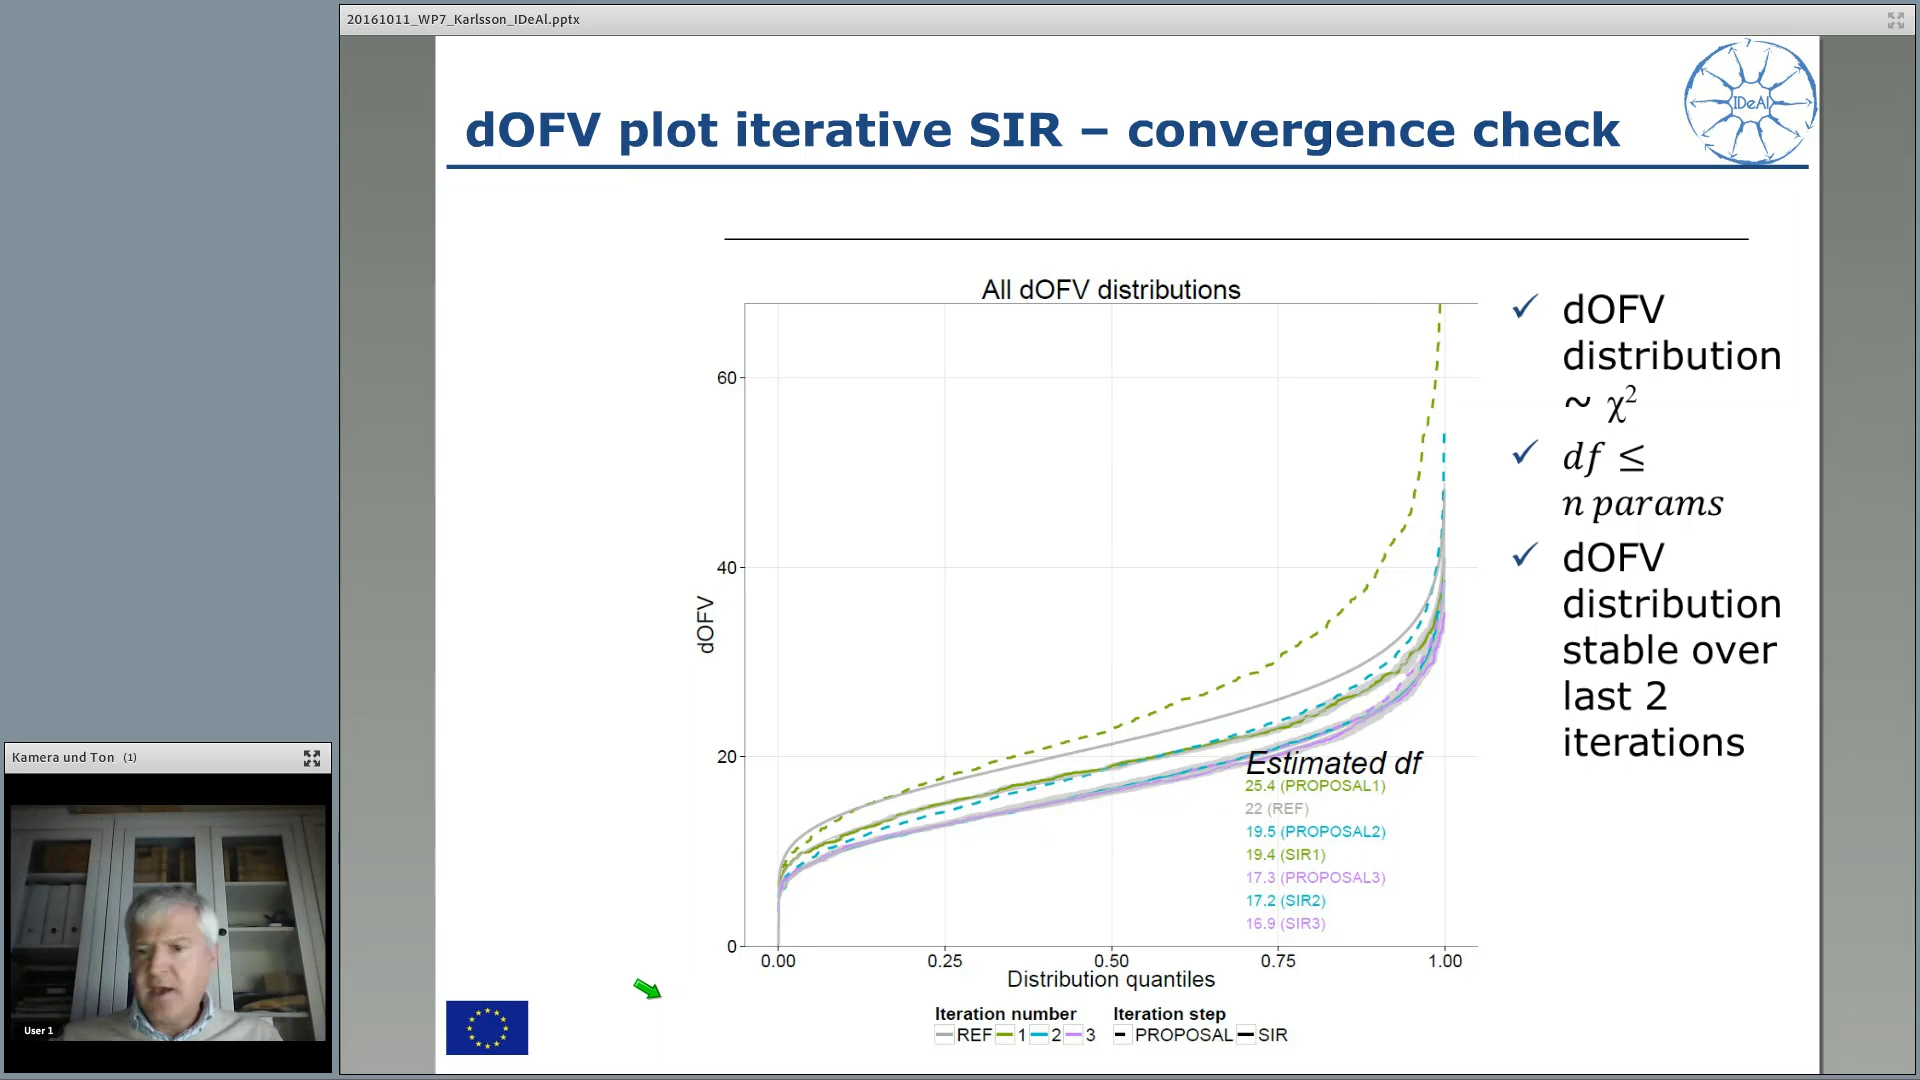 20161011_WP7_Karlsson_IDeAl.pptx
IDeAl
dOFV plot iterative SIR – convergence check
All dOFV distributions
60
40
20
0
dOFV
0.00 0.25 0.50 0.75 1.00
Distribution quantiles
Estimated df
25.4 (PROPOSAL1)
22 (REF)
19.5 (PROPOSAL2)
19.4 (SIR1)
17.3 (PROPOSAL3)
17.2 (SIR2)
16.9 (SIR3)
Iteration number Iteration step
REF 1 2 3 PROPOSAL SIR
✓ dOFV
distribution
~ χ²
✓ df ≤
n params
✓ dOFV
distribution
stable over
last 2
iterations
Kamera und Ton (1)
User 1